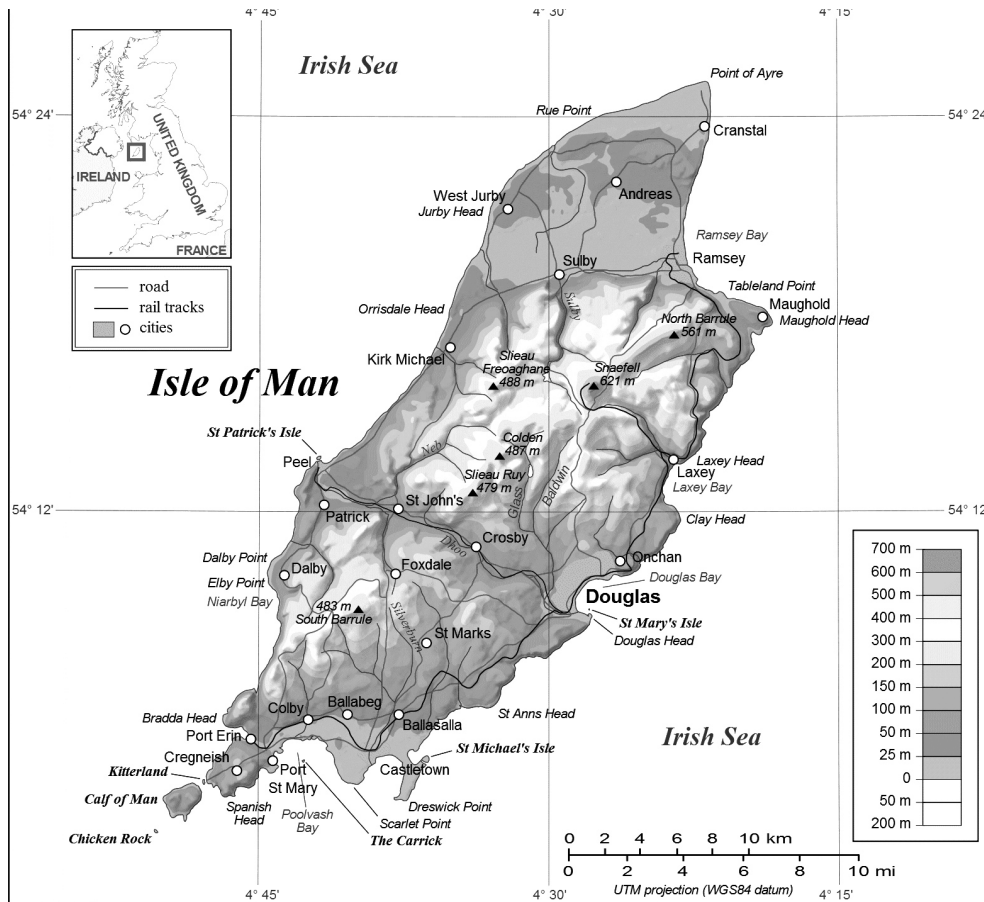 4° 45'
4° 30'
4° 15'
Irish Sea
Point of Ayre
Rue Point
54° 24'
54° 24'
Cranstal
UNITED KINGDOM
IRELAND
FRANCE
West Jurby
Jurby Head
Andreas
Ramsey Bay
Ramsey
Sulby
road
rail tracks
cities
Tableland Point
Maughold
Maughold Head
Orrisdale Head
Sulby
North Barrule
561 m
Kirk Michael
Slieau
Freoaghane
488 m
Snaefell
621 m
Isle of Man
St Patrick's Isle
Peel
Neb
Colden
487 m
Slieau Ruy
479 m
Glass
Baldwin
Laxey Head
Laxey
Laxey Bay
54° 12'
54° 12'
Patrick
St John's
Clay Head
Crosby
Dhoo
Onchan
Dalby Point
Dalby
Elby Point
Niarbyl Bay
Foxdale
Douglas Bay
Douglas
483 m
South Barrule
Silverburn
St Mary's Isle
Douglas Head
St Marks
700 m
600 m
500 m
400 m
300 m
200 m
150 m
100 m
50 m
25 m
0
50 m
200 m
Bradda Head
Colby
Ballabeg
Ballasalla
St Anns Head
Port Erin
Cregneish
Irish Sea
St Michael's Isle
Kitterland
Port
St Mary
Castletown
Calf of Man
Spanish
Head
Poolvash
Bay
Dreswick Point
Scarlet Point
The Carrick
Chicken Rock
0 2 4 6 8 10 km
0 2 4 6 8 10 mi
UTM projection (WGS84 datum)
4° 45'
4° 30'
4° 15'